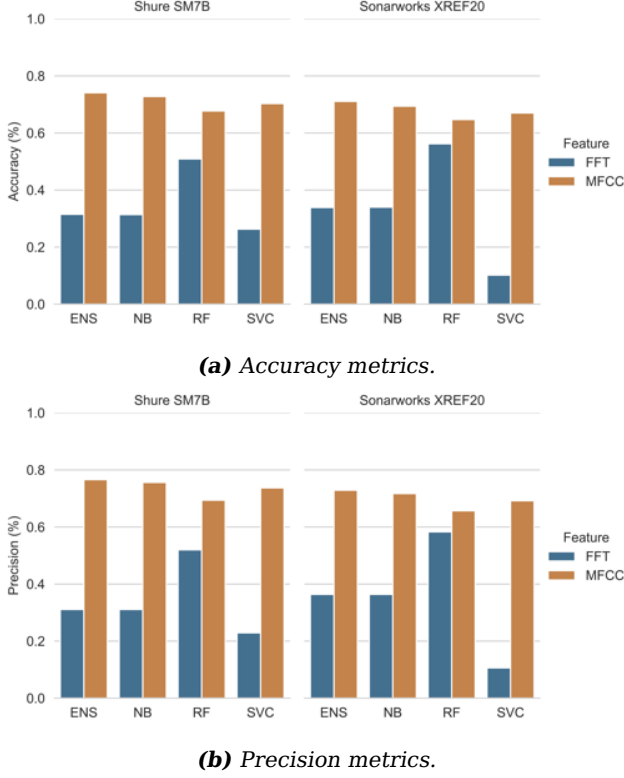 Shure SM7B
Sonarworks XREF20
1.0
0.8
0.6
0.4
0.2
0.0
Accuracy (%)
ENS NB RF SVC
ENS NB RF SVC
Feature
FFT
MFCC
(a) Accuracy metrics.
Shure SM7B
Sonarworks XREF20
1.0
0.8
0.6
0.4
0.2
0.0
Precision (%)
ENS NB RF SVC
ENS NB RF SVC
Feature
FFT
MFCC
(b) Precision metrics.